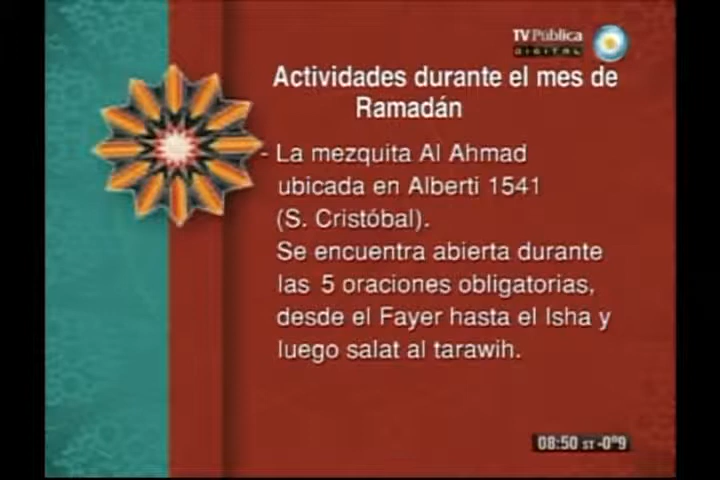 TV Pública
DIGITAL
Actividades durante el mes de
Ramadán
- La mezquita Al Ahmad
ubicada en Alberti 1541
(S. Cristóbal).
Se encuentra abierta durante
las 5 oraciones obligatorias,
desde el Fayer hasta el Isha y
luego salat al tarawih.
08:50 ST -0º9